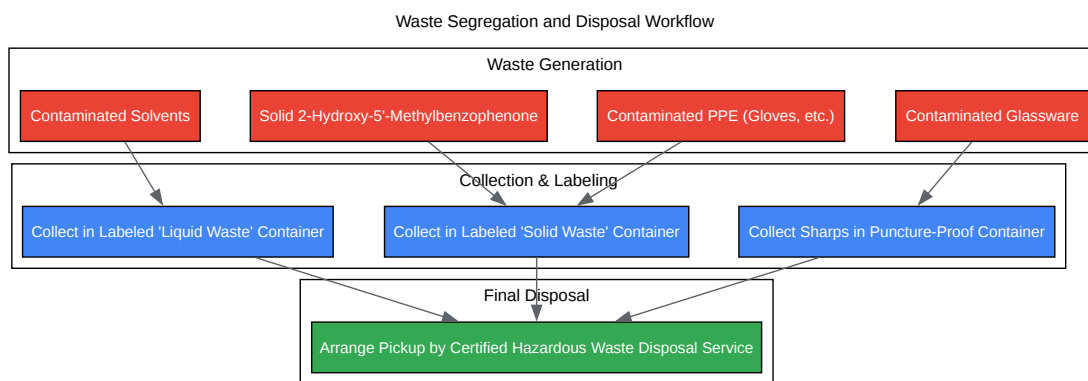 Waste Segregation and Disposal Workflow
Waste Generation
Contaminated Solvents
Solid 2-Hydroxy-5'-Methylbenzophenone
Contaminated PPE (Gloves, etc.)
Contaminated Glassware
Collection & Labeling
Collect in Labeled 'Liquid Waste' Container
Collect in Labeled 'Solid Waste' Container
Collect Sharps in Puncture-Proof Container
Final Disposal
Arrange Pickup by Certified Hazardous Waste Disposal Service